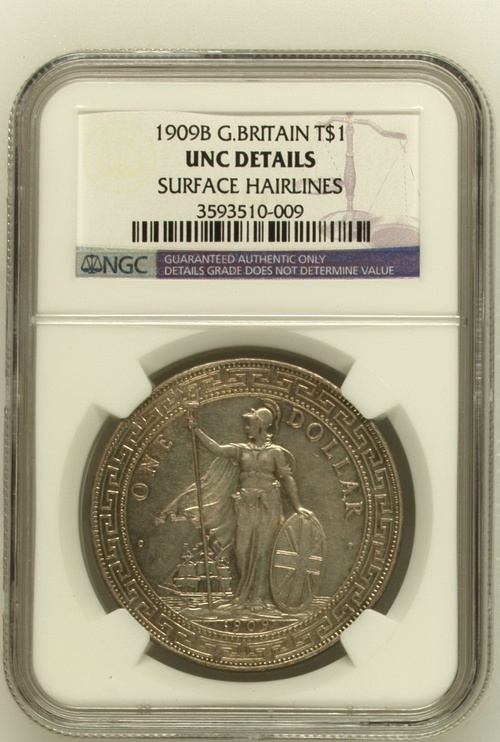 1909B G.BRITAIN T$1
UNC DETAILS
SURFACE HAIRLINES
3593510-009
NGC
GUARANTEED AUTHENTIC ONLY
DETAILS GRADE DOES NOT DETERMINE VALUE
ONE DOLLAR
1909